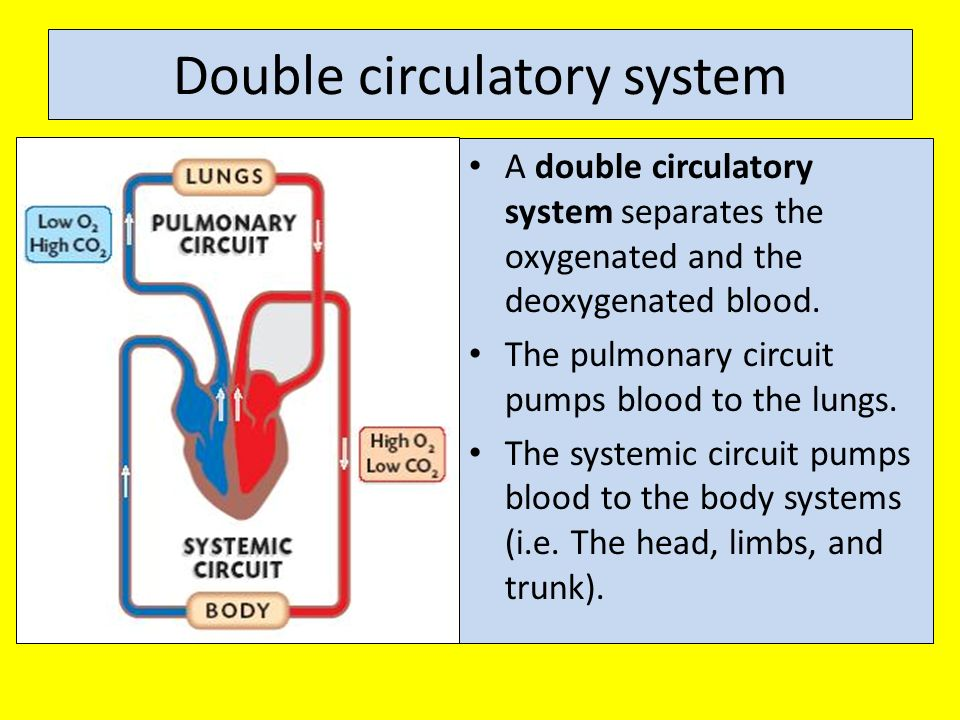 Double circulatory system
LUNGS
Low O₂
High CO₂
PULMONARY
CIRCUIT
High O₂
Low CO₂
SYSTEMIC
CIRCUIT
BODY
• A double circulatory
system separates the
oxygenated and the
deoxygenated blood.
• The pulmonary circuit
pumps blood to the lungs.
• The systemic circuit pumps
blood to the body systems
(i.e. The head, limbs, and
trunk).